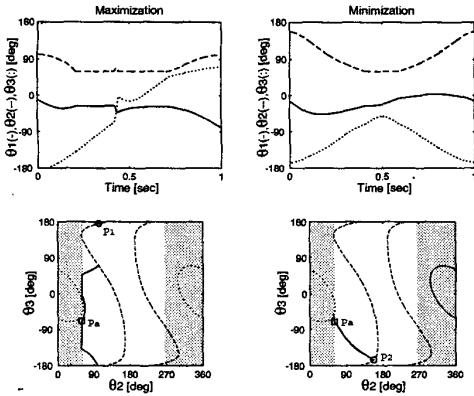 Maximization
θ1(-),θ2(--),θ3(:) [deg]
180
90
0
-90
-180
0
0.5
1
Time [sec]
Minimization
θ1(-),θ2(--),θ3(:) [deg]
180
90
0
-90
180
0
0.5
1
Time [sec]
θ3 [deg]
180
90
0
-90
-180
P1
Pa
0
90
180
270
360
θ2 [deg]
θ3 [deg]
180
90
0
-90
-180
Pa
P2
0
90
180
270
360
θ2 [deg]